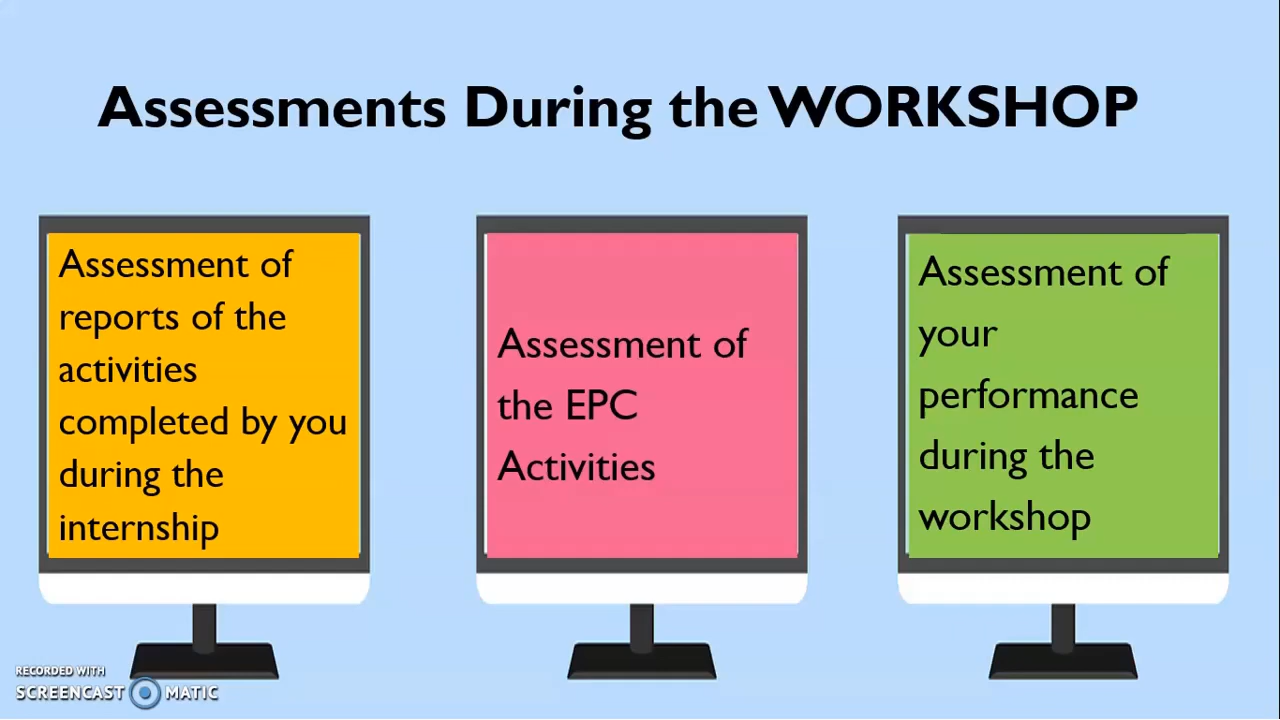 Assessments During the WORKSHOP
Assessment of
reports of the
activities
completed by you
during the
internship
Assessment of
the EPC
Activities
Assessment of
your
performance
during the
workshop
RECORDED WITH
SCREENCAST MATIC